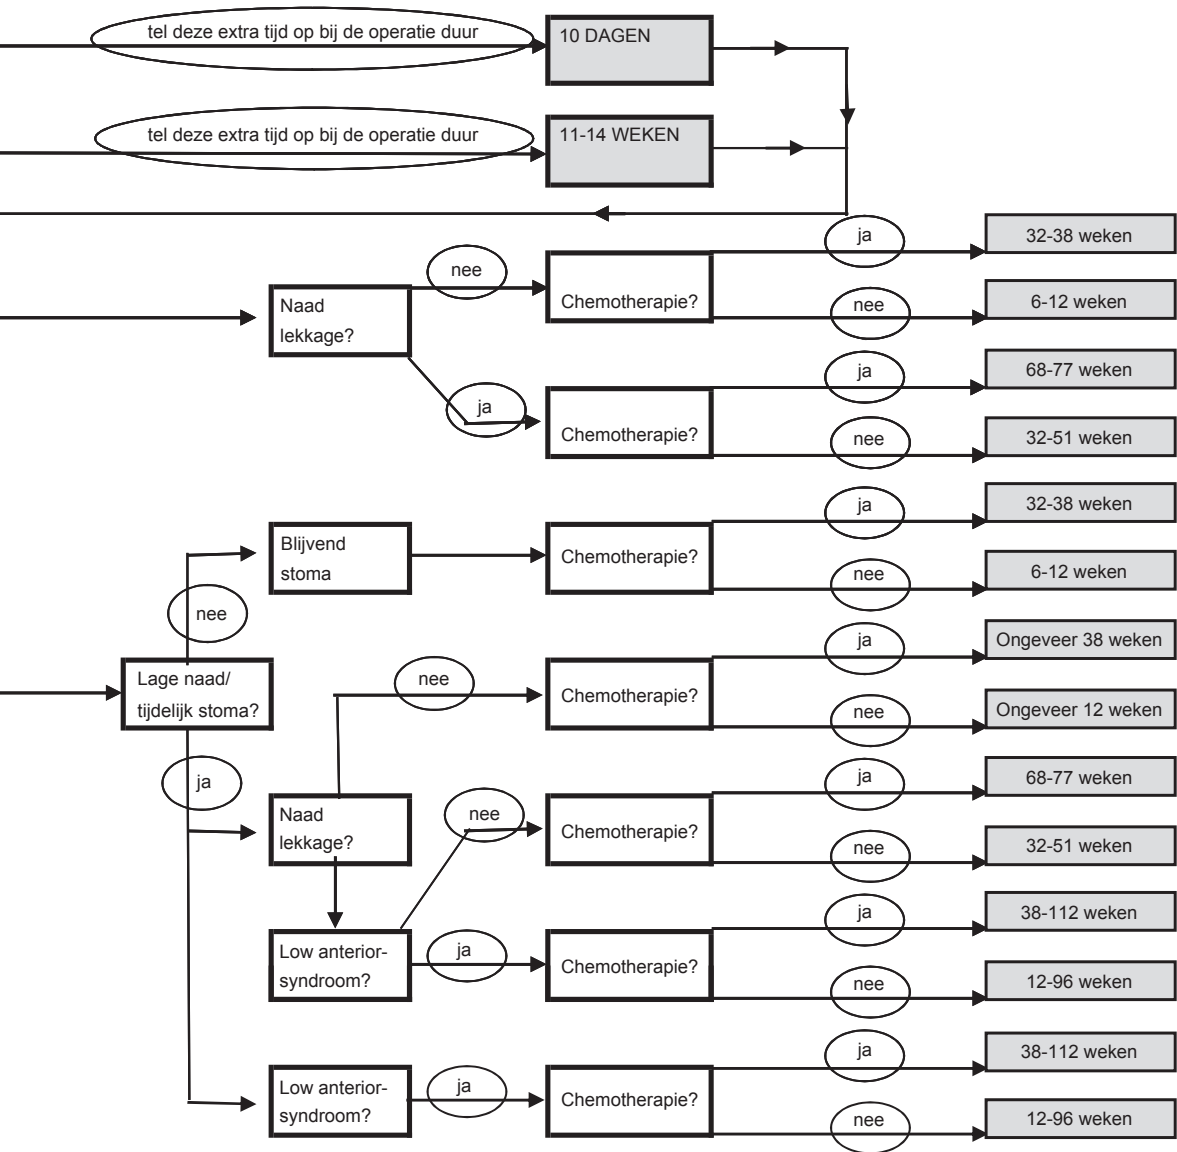 tel deze extra tijd op bij de operatie duur
10 DAGEN
tel deze extra tijd op bij de operatie duur
11-14 WEKEN
ja
32-38 weken
nee
Naad
lekkage?
Chemotherapie?
nee
6-12 weken
ja
68-77 weken
ja
Chemotherapie?
nee
32-51 weken
ja
32-38 weken
Blijvend
stoma
Chemotherapie?
nee
6-12 weken
nee
ja
Ongeveer 38 weken
Lage naad/
tijdelijk stoma?
nee
Chemotherapie?
nee
Ongeveer 12 weken
ja
ja
68-77 weken
Naad
lekkage?
nee
Chemotherapie?
nee
32-51 weken
ja
38-112 weken
Low anterior-
syndroom?
ja
Chemotherapie?
nee
12-96 weken
ja
38-112 weken
Low anterior-
syndroom?
ja
Chemotherapie?
nee
12-96 weken